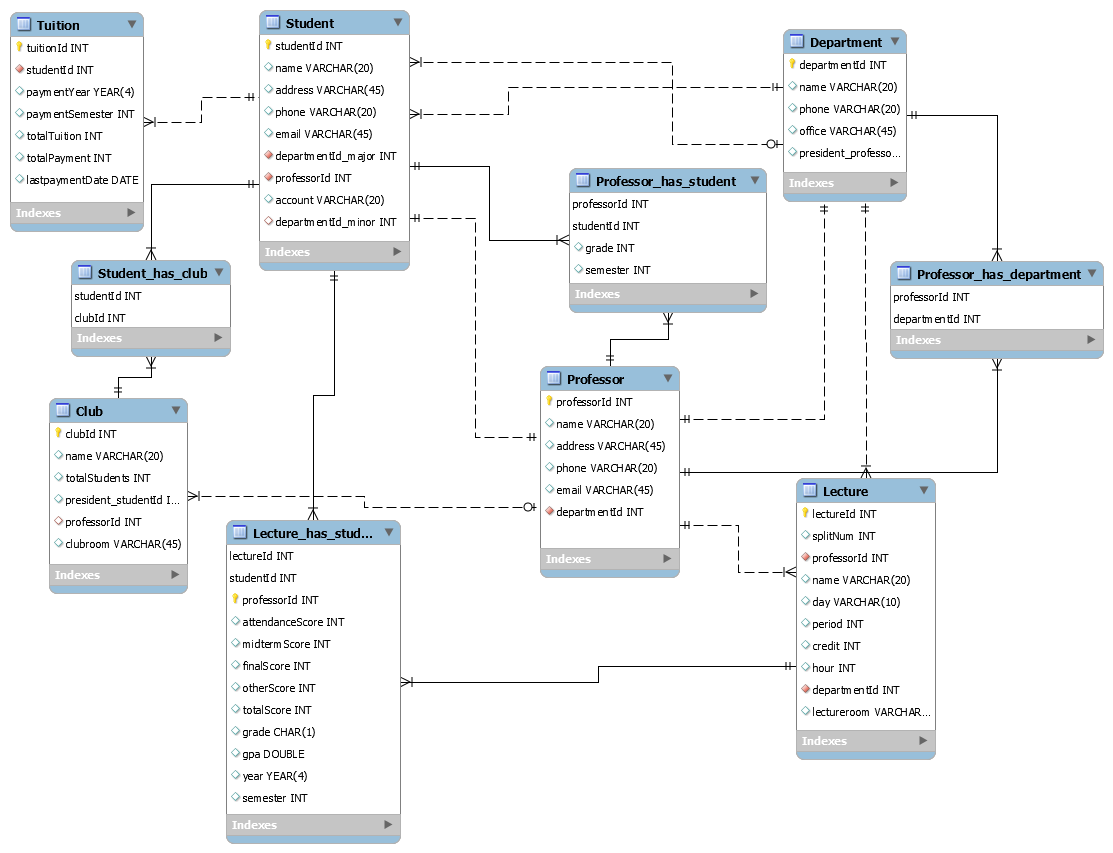 Tuition
tuitionId INT
studentId INT
paymentYear YEAR(4)
paymentSemester INT
totalTuition INT
totalPayment INT
lastpaymentDate DATE
Indexes
Student
studentId INT
name VARCHAR(20)
address VARCHAR(45)
phone VARCHAR(20)
email VARCHAR(45)
departmentId_major INT
professorId INT
account VARCHAR(20)
departmentId_minor INT
Indexes
Department
departmentId INT
name VARCHAR(20)
phone VARCHAR(20)
office VARCHAR(45)
president_professo...
Indexes
Professor_has_student
professorId INT
studentId INT
grade INT
semester INT
Indexes
Student_has_club
studentId INT
clubId INT
Indexes
Professor_has_department
professorId INT
departmentId INT
Indexes
Club
clubId INT
name VARCHAR(20)
totalStudents INT
president_studentId I...
professorId INT
clubroom VARCHAR(45)
Indexes
Professor
professorId INT
name VARCHAR(20)
address VARCHAR(45)
phone VARCHAR(20)
email VARCHAR(45)
departmentId INT
Indexes
Lecture
lectureId INT
splitNum INT
professorId INT
name VARCHAR(20)
day VARCHAR(10)
period INT
credit INT
hour INT
departmentId INT
lectureroom VARCHAR...
Indexes
Lecture_has_stud...
lectureId INT
studentId INT
professorId INT
attendanceScore INT
midtermScore INT
finalScore INT
otherScore INT
totalScore INT
grade CHAR(1)
gpa DOUBLE
year YEAR(4)
semester INT
Indexes